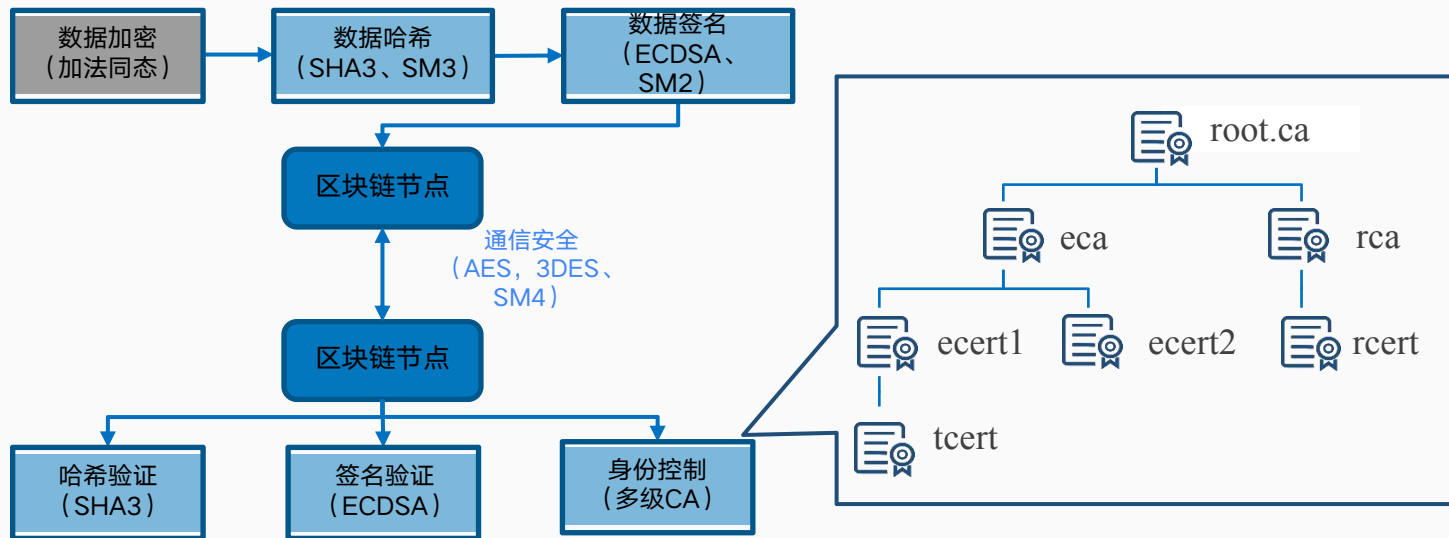 数据加密
（加法同态）
数据哈希
（SHA3、SM3）
数据签名
（ECDSA、
SM2）
区块链节点
通信安全
（AES，3DES、
SM4）
区块链节点
哈希验证
（SHA3）
签名验证
（ECDSA）
身份控制
（多级CA）
root.ca
eca
rca
ecert1
ecert2
rcert
tcert